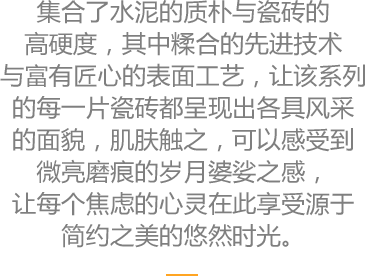 集合了水泥的质朴与瓷砖的
高硬度，其中糅合的先进技术
与富有匠心的表面工艺，让该系列
的每一片瓷砖都呈现出各具风采
的面貌，肌肤触之，可以感受到
微亮磨痕的岁月婆娑之感，
让每个焦虑的心灵在此享受源于
简约之美的悠然时光。